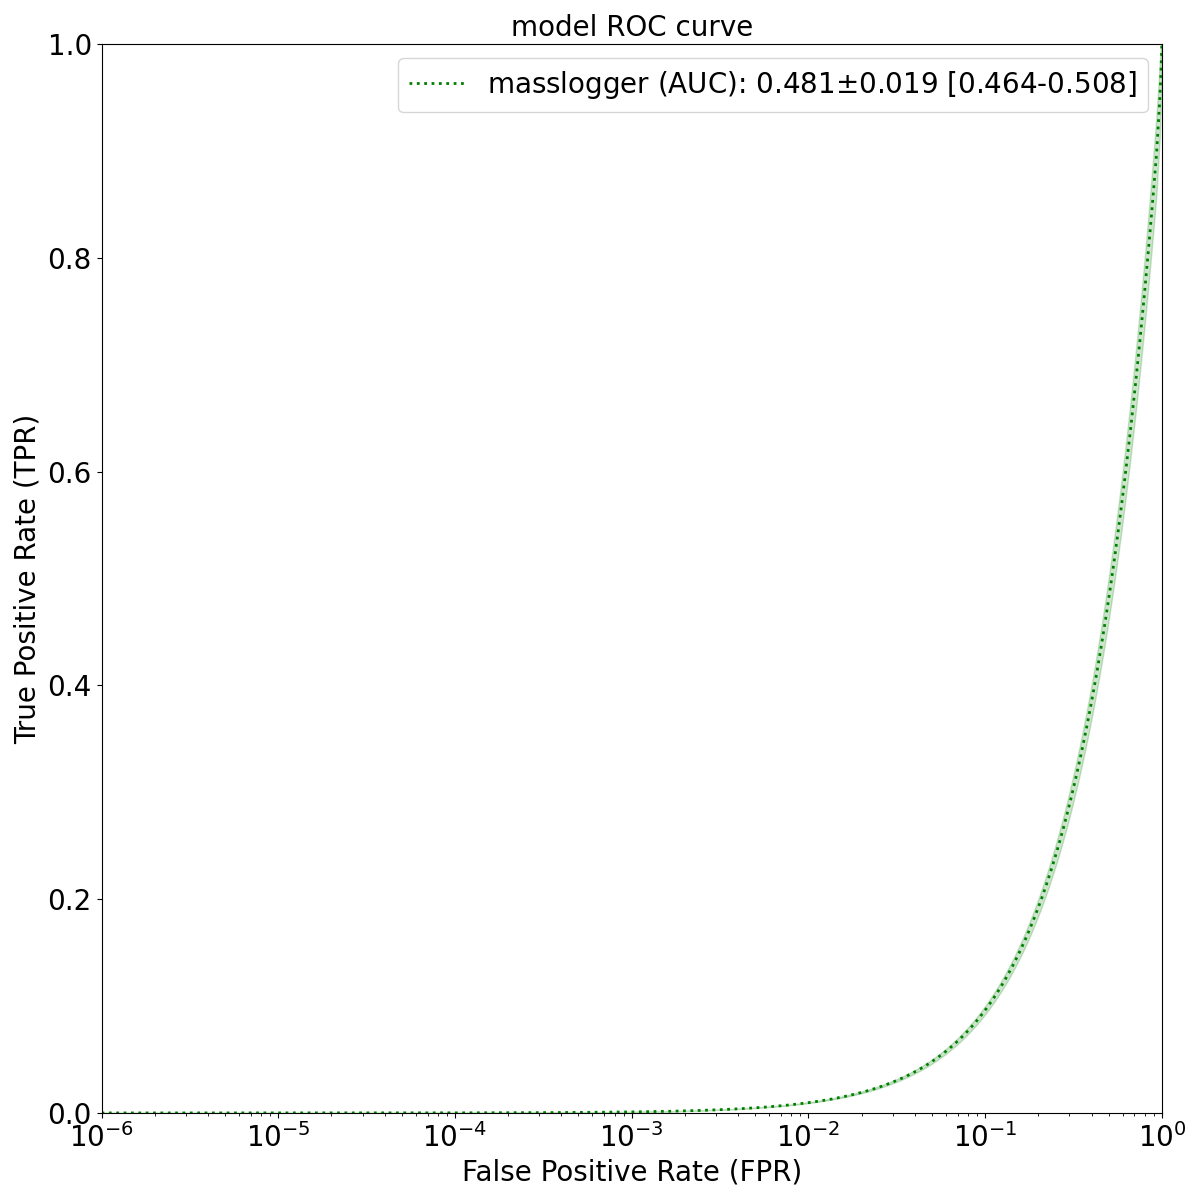 model ROC curve
masslogger (AUC): 0.481±0.019 [0.464-0.508]
True Positive Rate (TPR)
1.0
0.8
0.6
0.4
0.2
0.0
10⁻⁶ 10⁻⁵ 10⁻⁴ 10⁻³ 10⁻² 10⁻¹ 10⁰
False Positive Rate (FPR)